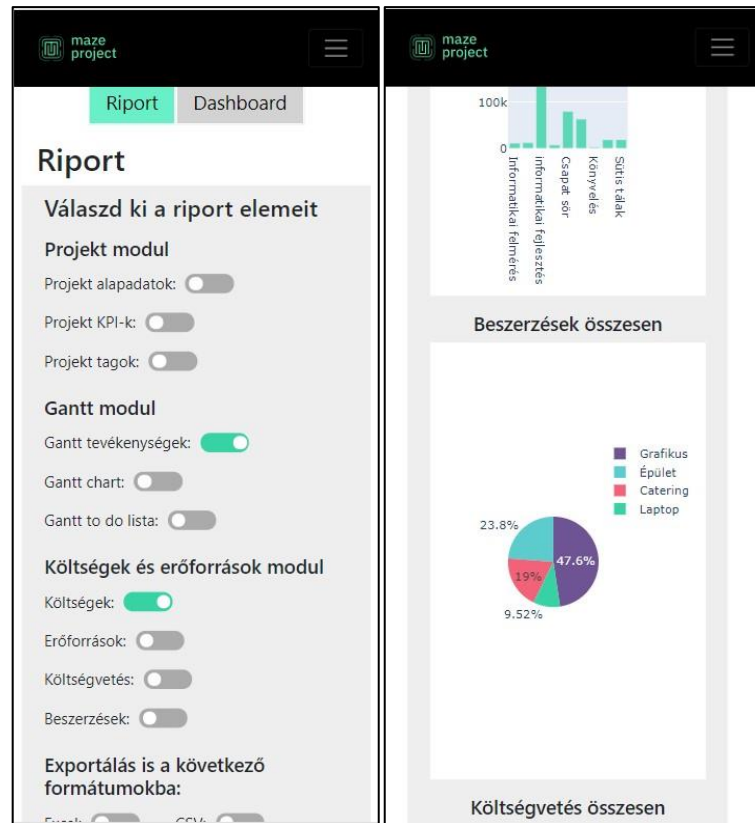 maze
project
Riport Dashboard
Riport
Válaszd ki a riport elemeit
Projekt modul
Projekt alapadatok:
Projekt KPI-k:
Projekt tagok:
Gantt modul
Gantt tevékenységek:
Gantt chart:
Gantt to do lista:
Költségek és erőforrások modul
Költségek:
Erőforrások:
Költségvetés:
Beszerzések:
Exportálás is a következő
formátumokba:
Excel: CSV:
maze
project
100k
0
Informatikai felmérés
informatikai fejlesztés
Csapat sör
Könyvelés
Sütis tálak
Beszerzések összesen
Grafikus
Épület
Catering
Laptop
23.8%
47.6%
19%
9.52%
Költségvetés összesen